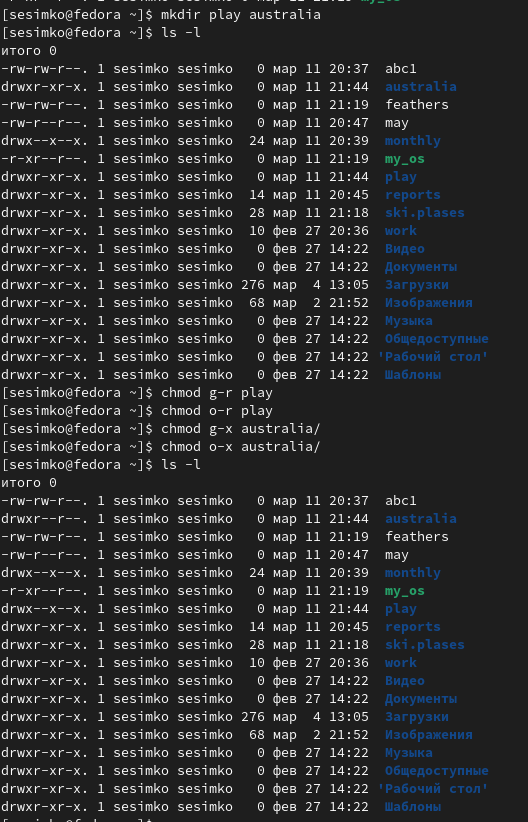 [sesimko@fedora ~]$ mkdir play australia
[sesimko@fedora ~]$ ls -l
итого 0
-rw-rw-r--. 1 sesimko sesimko   0 мар 11 20:37  abc1
drwxr-xr-x. 1 sesimko sesimko   0 мар 11 21:44  australia
-rw-rw-r--. 1 sesimko sesimko   0 мар 11 21:19  feathers
-rw-r--r--. 1 sesimko sesimko   0 мар 11 20:47  may
drwx--x--x. 1 sesimko sesimko  24 мар 11 20:39  monthly
-r-xr--r--. 1 sesimko sesimko   0 мар 11 21:19  my_os
drwxr-xr-x. 1 sesimko sesimko   0 мар 11 21:44  play
drwxr-xr-x. 1 sesimko sesimko  14 мар 11 20:45  reports
drwxr-xr-x. 1 sesimko sesimko  28 мар 11 21:18  ski.plases
drwxr-xr-x. 1 sesimko sesimko  10 фев 27 20:36  work
drwxr-xr-x. 1 sesimko sesimko   0 фев 27 14:22  Видео
drwxr-xr-x. 1 sesimko sesimko   0 фев 27 14:22  Документы
drwxr-xr-x. 1 sesimko sesimko 276 мар  4 13:05  Загрузки
drwxr-xr-x. 1 sesimko sesimko  68 мар  2 21:52  Изображения
drwxr-xr-x. 1 sesimko sesimko   0 фев 27 14:22  Музыка
drwxr-xr-x. 1 sesimko sesimko   0 фев 27 14:22  Общедоступные
drwxr-xr-x. 1 sesimko sesimko   0 фев 27 14:22 'Рабочий стол'
drwxr-xr-x. 1 sesimko sesimko   0 фев 27 14:22  Шаблоны
[sesimko@fedora ~]$ chmod g-r play
[sesimko@fedora ~]$ chmod o-r play
[sesimko@fedora ~]$ chmod g-x australia/
[sesimko@fedora ~]$ chmod o-x australia/
[sesimko@fedora ~]$ ls -l
итого 0
-rw-rw-r--. 1 sesimko sesimko   0 мар 11 20:37  abc1
drwxr--r--. 1 sesimko sesimko   0 мар 11 21:44  australia
-rw-rw-r--. 1 sesimko sesimko   0 мар 11 21:19  feathers
-rw-r--r--. 1 sesimko sesimko   0 мар 11 20:47  may
drwx--x--x. 1 sesimko sesimko  24 мар 11 20:39  monthly
-r-xr--r--. 1 sesimko sesimko   0 мар 11 21:19  my_os
drwx--x--x. 1 sesimko sesimko   0 мар 11 21:44  play
drwxr-xr-x. 1 sesimko sesimko  14 мар 11 20:45  reports
drwxr-xr-x. 1 sesimko sesimko  28 мар 11 21:18  ski.plases
drwxr-xr-x. 1 sesimko sesimko  10 фев 27 20:36  work
drwxr-xr-x. 1 sesimko sesimko   0 фев 27 14:22  Видео
drwxr-xr-x. 1 sesimko sesimko   0 фев 27 14:22  Документы
drwxr-xr-x. 1 sesimko sesimko 276 мар  4 13:05  Загрузки
drwxr-xr-x. 1 sesimko sesimko  68 мар  2 21:52  Изображения
drwxr-xr-x. 1 sesimko sesimko   0 фев 27 14:22  Музыка
drwxr-xr-x. 1 sesimko sesimko   0 фев 27 14:22  Общедоступные
drwxr-xr-x. 1 sesimko sesimko   0 фев 27 14:22 'Рабочий стол'
drwxr-xr-x. 1 sesimko sesimko   0 фев 27 14:22  Шаблоны